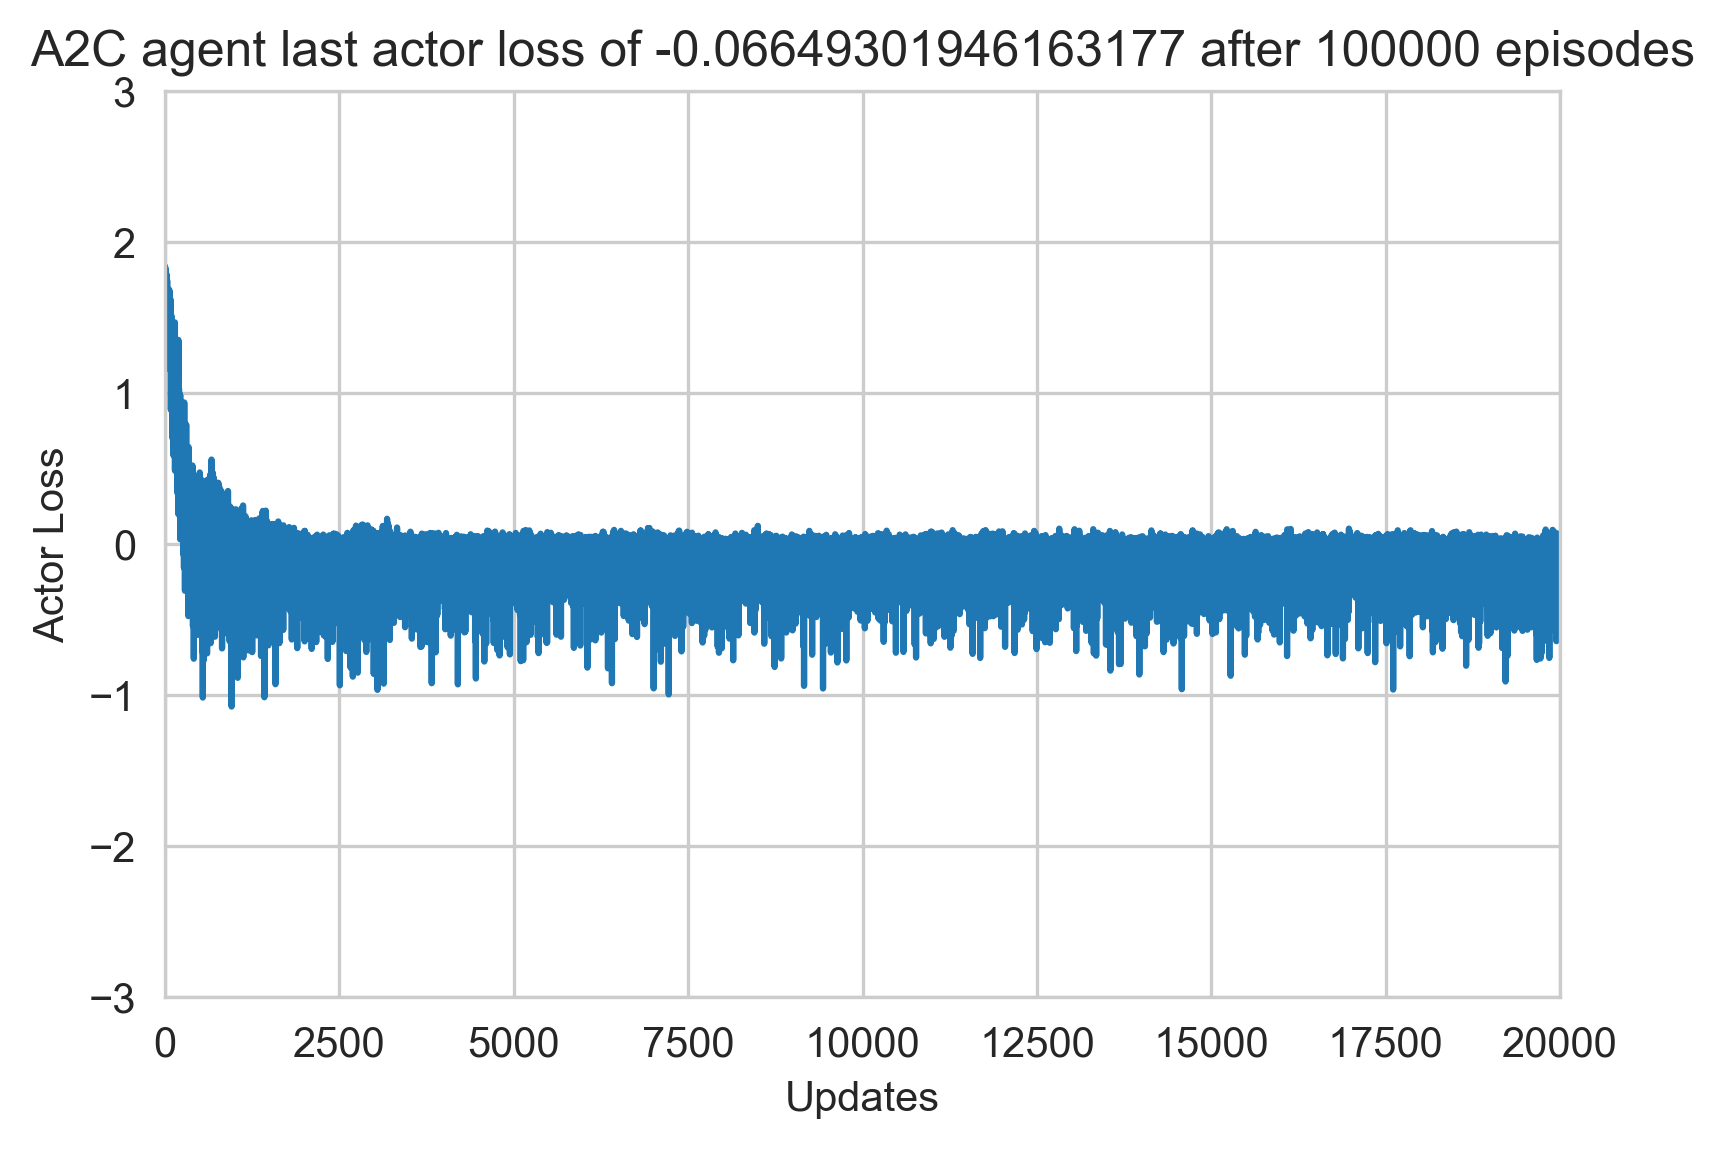 A2C agent last actor loss of -0.06649301946163177 after 100000 episodes
3
2
1
0
−1
−2
−3
Actor Loss
0 2500 5000 7500 10000 12500 15000 17500 20000
Updates